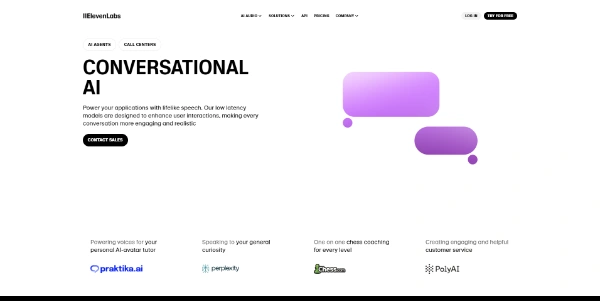 IIElevenLabs
AI AUDIO
SOLUTIONS
API
PRICING
COMPANY
LOG IN
TRY FOR FREE
AI AGENTS
CALL CENTERS
CONVERSATIONAL
AI
Power your applications with lifelike speech. Our low latency
models are designed to enhance user interactions, making every
conversation more engaging and realistic
CONTACT SALES
Powering voices for your
personal AI-avatar tutor
praktika.ai
Speaking to your general
curiosity
perplexity
One on one chess coaching
for every level
Chess.com
Creating engaging and helpful
customer service
PolyAI